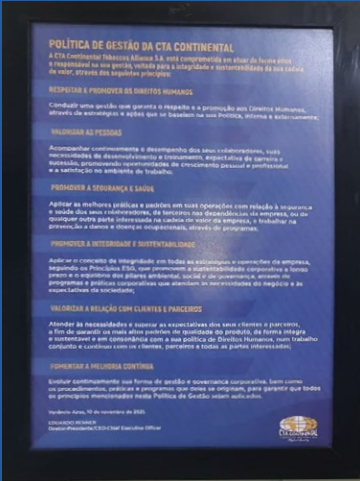 POLÍTICA DE GESTÃO DA CTA CONTINENTAL
A CTA Continental Tobaccos Alliance S.A. está comprometida em atuar de forma ética
e responsável na sua gestão, voltada para a integridade e sustentabilidade da sua cadeia
de valor, através dos seguintes princípios:
RESPEITAR E PROMOVER OS DIREITOS HUMANOS
Conduzir uma gestão que garanta o respeito e a promoção aos Direitos Humanos,
através de estratégias e ações que se baseiem na sua Política, interna e externamente;
VALORIZAR AS PESSOAS
Acompanhar continuamente o desempenho dos seus colaboradores, suas
necessidades de desenvolvimento e treinamento, expectativa de carreira e
sucessão, promovendo oportunidades de crescimento pessoal e profissional
e a satisfação no ambiente de trabalho;
PROMOVER A SEGURANÇA E SAÚDE
Aplicar as melhores práticas e padrões em suas operações com relação à segurança
e saúde dos seus colaboradores, de terceiros nas dependências da empresa, ou de
qualquer outra parte interessada na cadeia de valor da empresa, e trabalhar na
prevenção a danos e doenças ocupacionais, através de programas.
PROMOVER A INTEGRIDADE E SUSTENTABILIDADE
Aplicar o conceito de integridade em todas as estratégias e operações da empresa,
seguindo os Princípios ESG, que promovem a sustentabilidade corporativa a longo
prazo e o equilíbrio dos pilares ambiental, social e de governança, através de
programas e práticas corporativas que atendam às necessidades do negócio e às
expectativas da sociedade;
VALORIZAR A RELAÇÃO COM CLIENTES E PARCEIROS
Atender às necessidades e superar as expectativas dos seus clientes e parceiros,
a fim de garantir os mais altos padrões de qualidade do produto, de forma íntegra
e sustentável e em consonância com a sua política de Direitos Humanos, num trabalho
conjunto e contínuo com os clientes, parceiros e todas as partes interessadas;
FOMENTAR A MELHORIA CONTÍNUA
Evoluir continuamente sua forma de gestão e governança corporativa, bem como
os procedimentos, práticas e programas que deles se originam, para garantir que todos
os princípios mencionados nesta Política de Gestão sejam aplicados.
Venâncio Aires, 10 de novembro de 2021.
EDUARDO RENNER
Diretor-Presidente/CEO-Chief Executive Officer
CTA CONTINENTAL